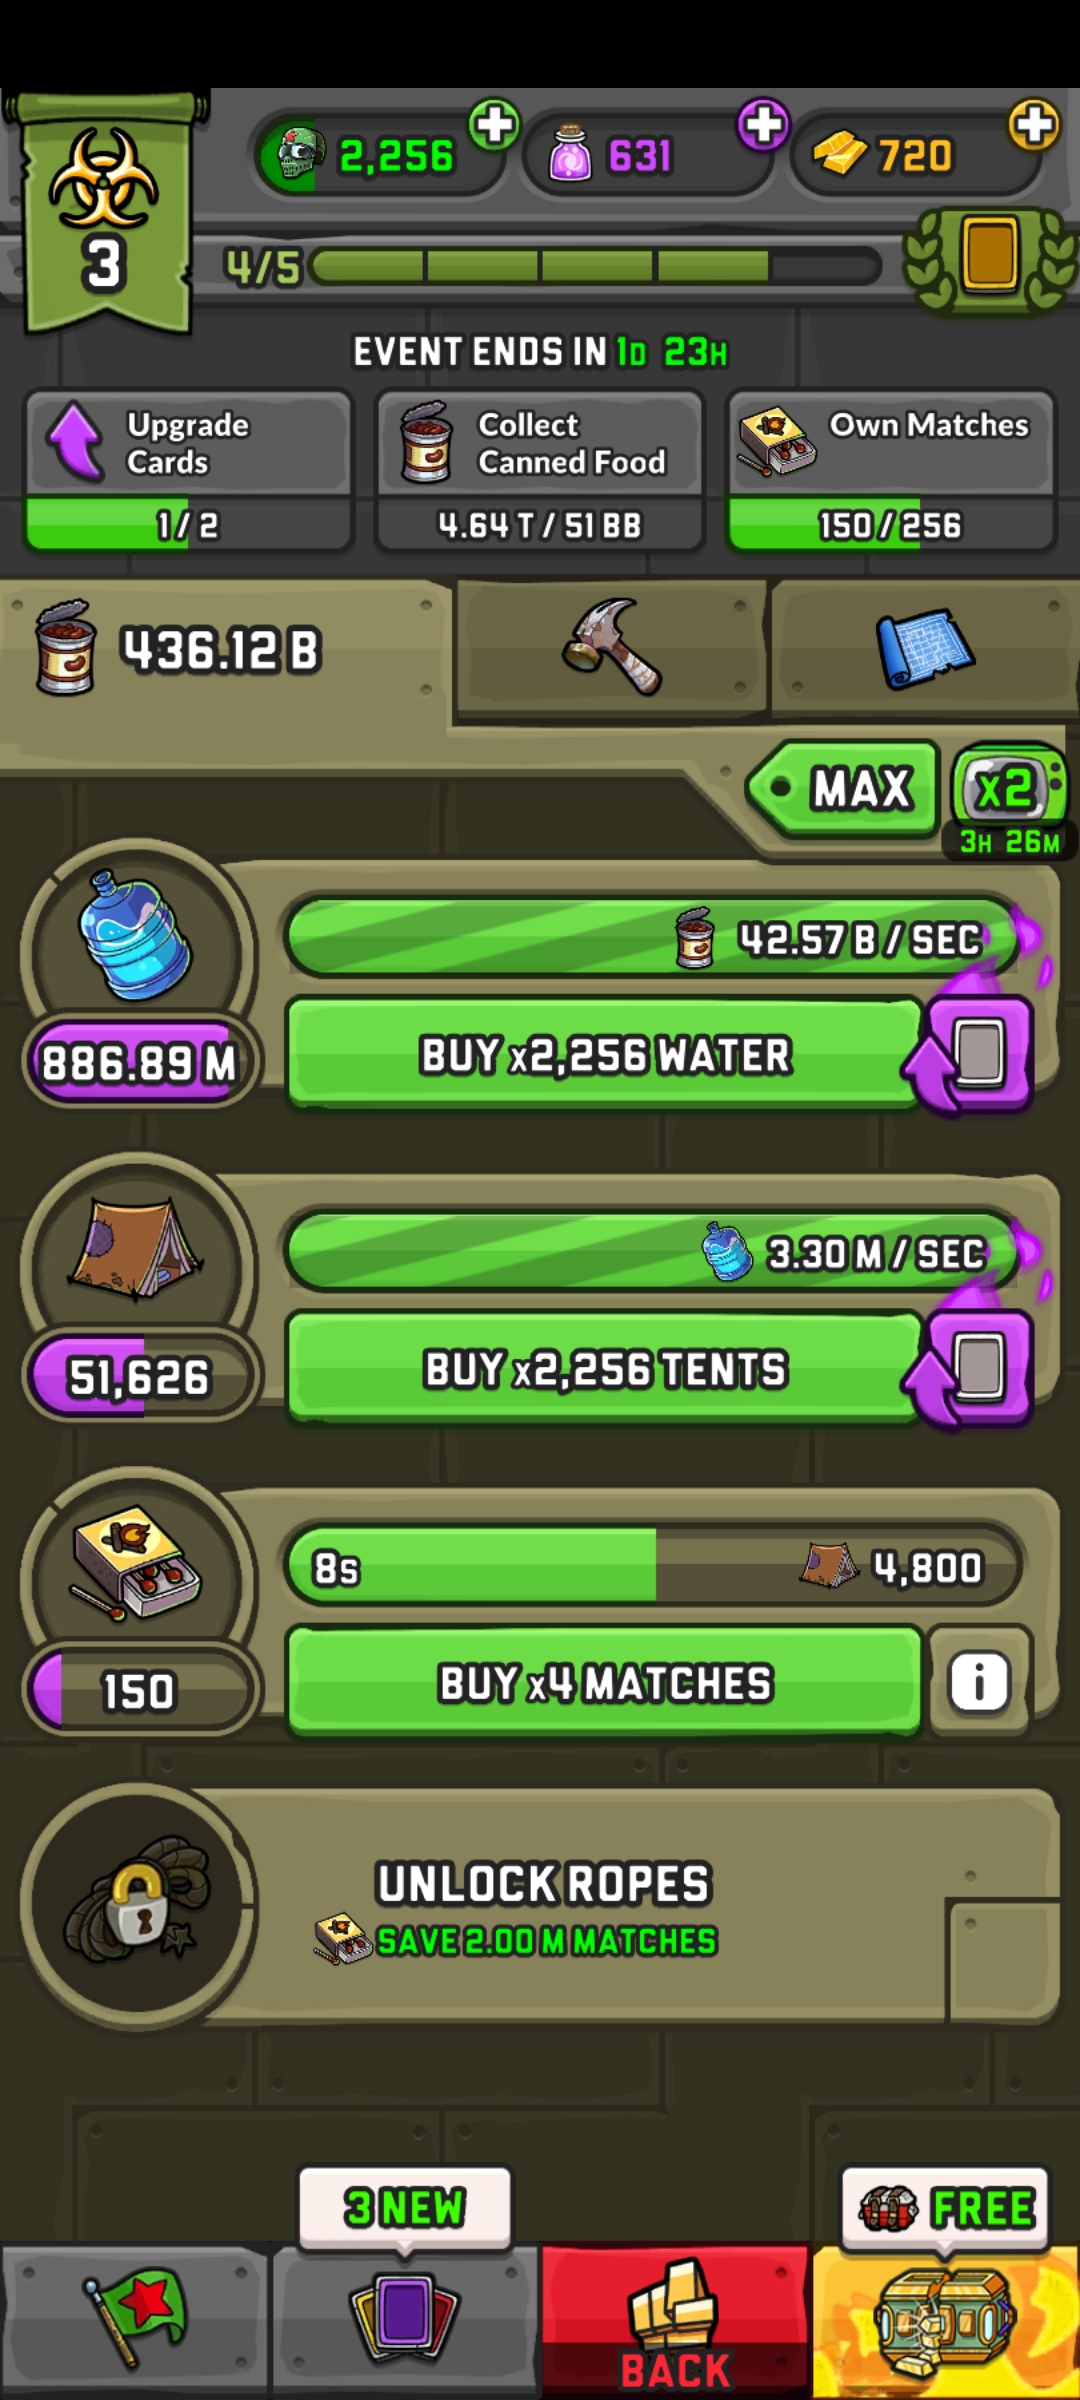 2,256
631
720
3
4/5
EVENT ENDS IN 1D 23H
Upgrade
Cards
1/2
Collect
Canned Food
4.64 T / 51 BB
Own Matches
150/256
436.12 B
MAX
x2
3H 26M
42.57 B / SEC
886.89 M
BUY x2,256 WATER
3.30 M / SEC
51,626
BUY x2,256 TENTS
8s
4,800
150
BUY x4 MATCHES
i
UNLOCK ROPES
SAVE 2.00 M MATCHES
3 NEW
FREE
BACK